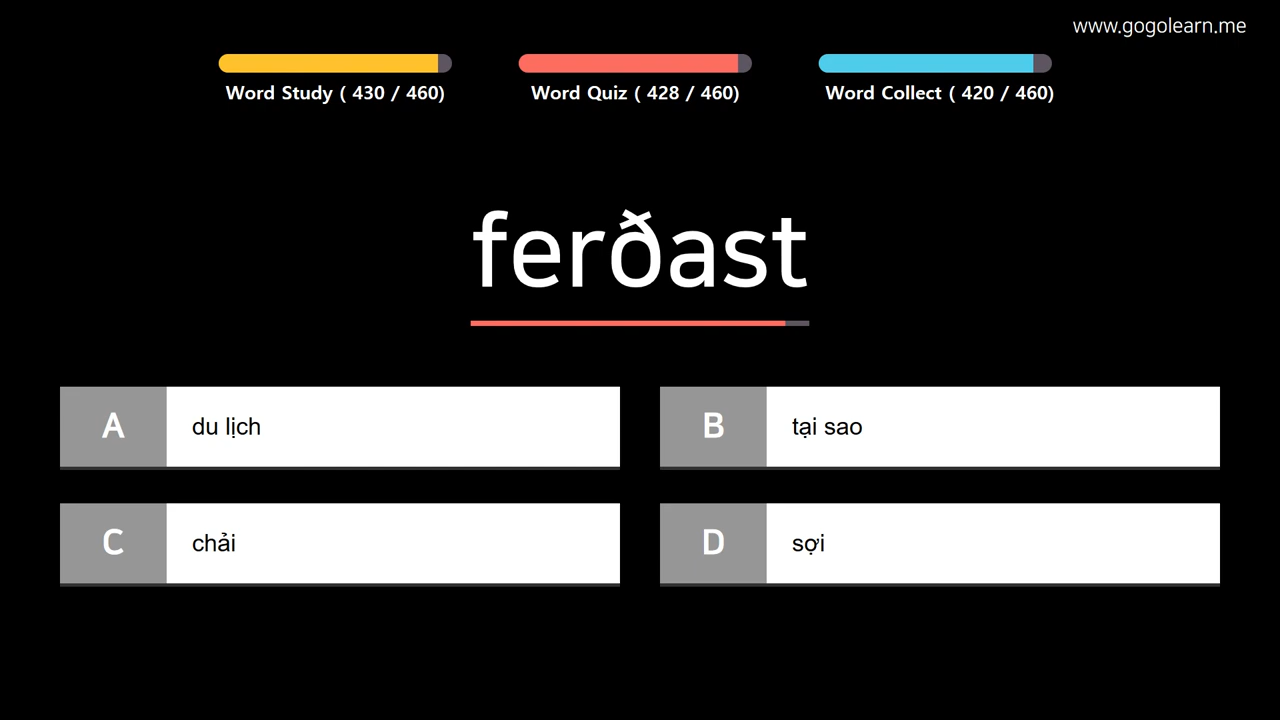 www.gogolearn.me
Word Study ( 430 / 460)
Word Quiz ( 428 / 460)
Word Collect ( 420 / 460)
ferðast
A du lịch
B tại sao
C chải
D sợi